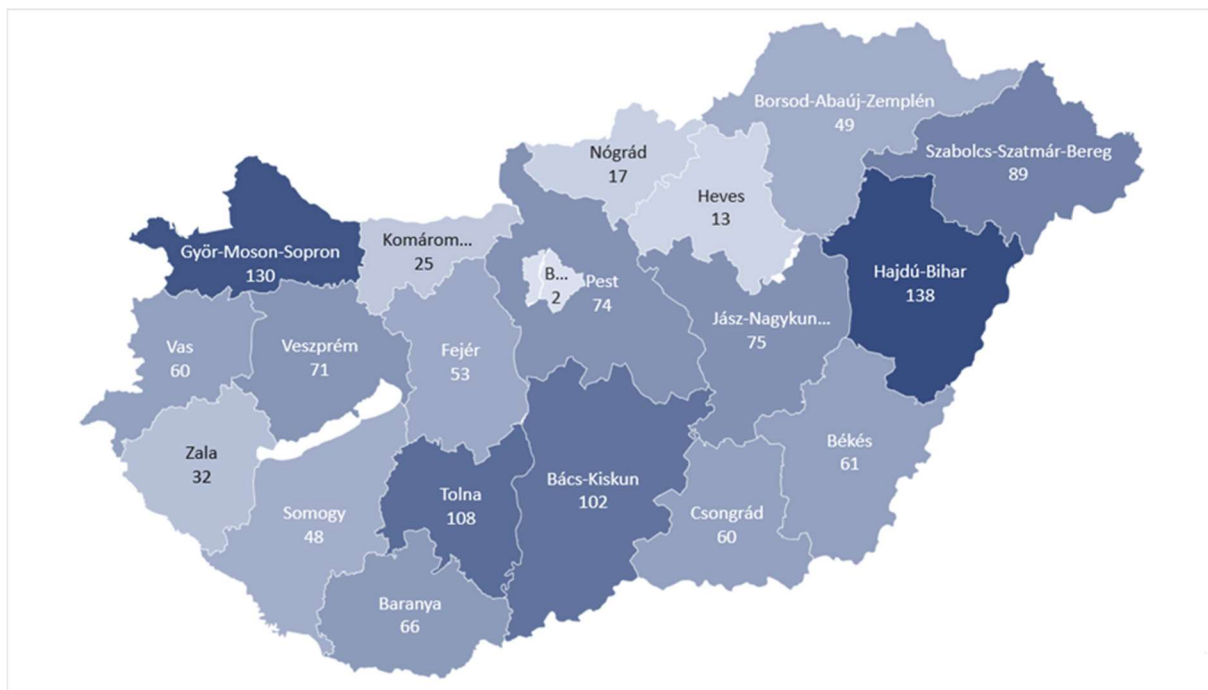 Borsod-Abaúj-Zemplén
49
Szabolcs-Szatmár-Bereg
89
Nógrád
17
Heves
13
Győr-Moson-Sopron
130
Komárom...
25
B...
2
Pest
74
Hajdú-Bihar
138
Jász-Nagykun...
75
Vas
60
Veszprém
71
Fejér
53
Zala
32
Somogy
48
Tolna
108
Bács-Kiskun
102
Csongrád
60
Békés
61
Baranya
66